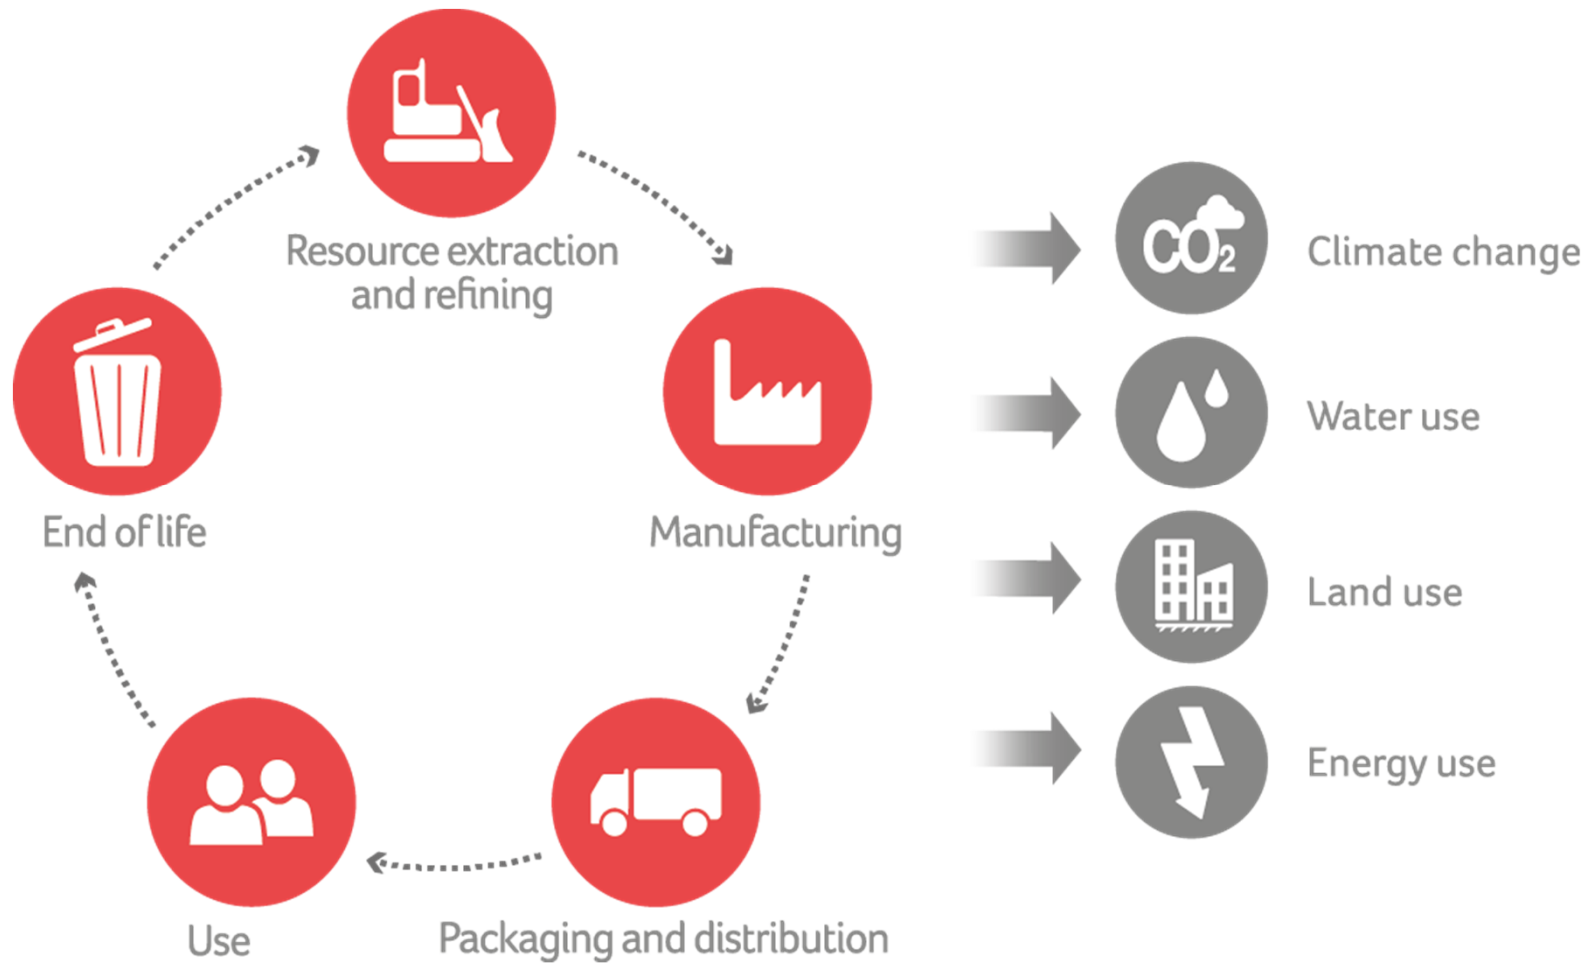 Resource extraction
and refining
Manufacturing
Packaging and distribution
Use
End of life
CO2
Climate change
Water use
Land use
Energy use